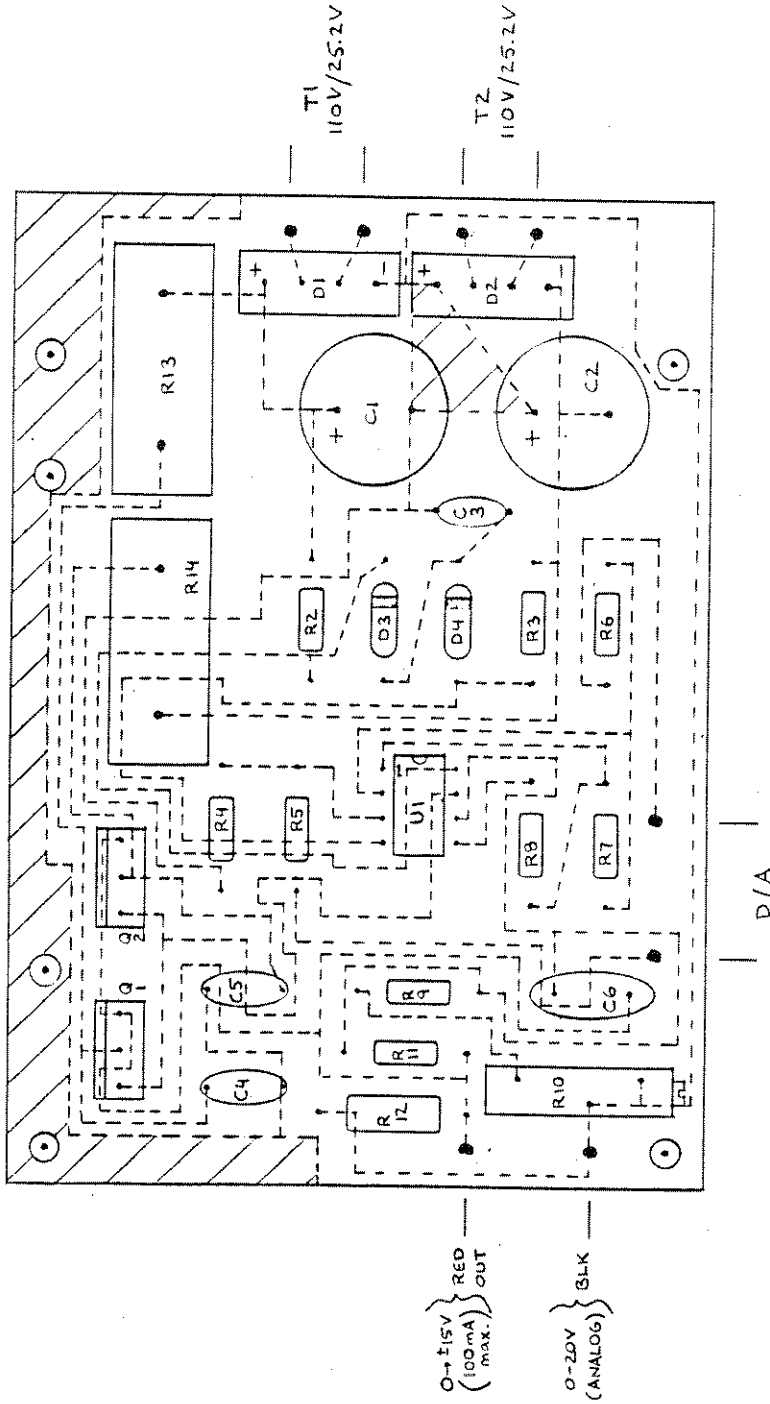 T1
110V/25.2V
T2
110V/25.2V
R13
R14
D1
+
-
D2
+
-
C1
+
C2
+
C3
R2
D3
D4
R3
R6
R4
R5
U1
R8
R7
Q2
Q1
C5
C4
R9
R11
R12
C6
R10
D/A
0→±15V
(100mA)
max.
RED
OUT
0-20V
(ANALOG)
BLK